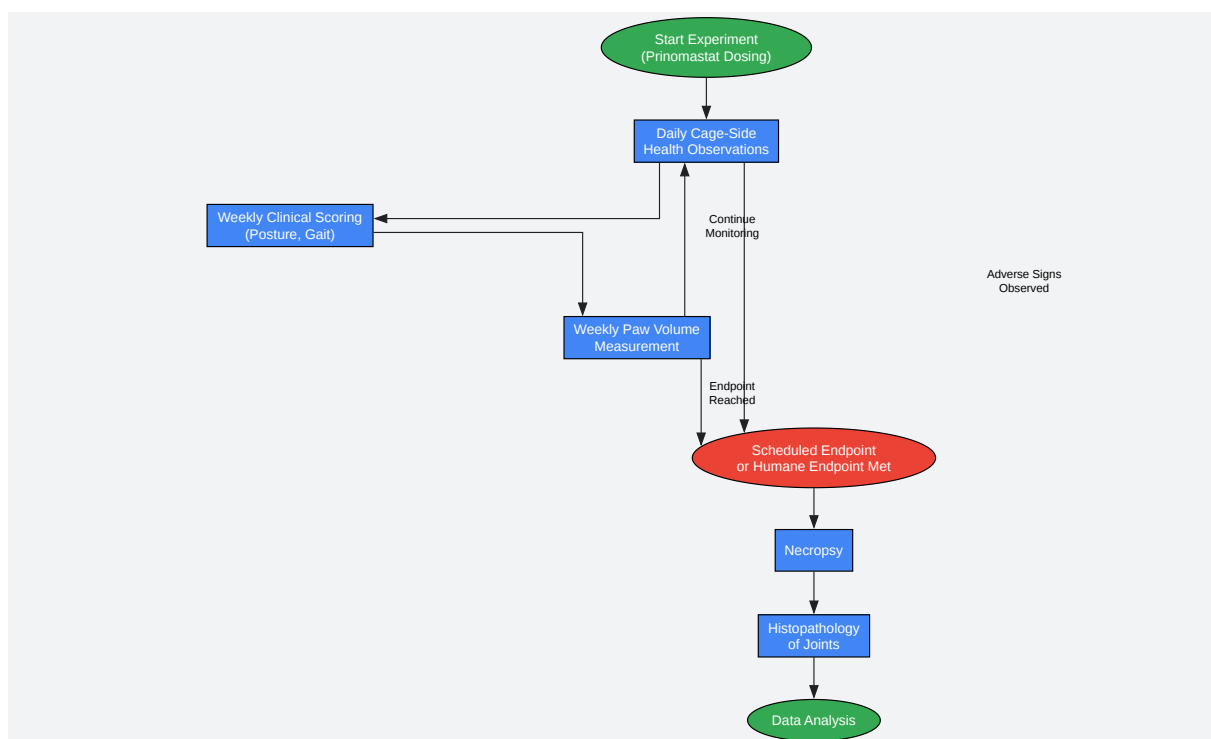 Start Experiment
(Prinomastat Dosing)
Daily Cage-Side
Health Observations
Weekly Clinical Scoring
(Posture, Gait)
Continue
Monitoring
Adverse Signs
Observed
Weekly Paw Volume
Measurement
Endpoint
Reached
Scheduled Endpoint
or Humane Endpoint Met
Necropsy
Histopathology
of Joints
Data Analysis